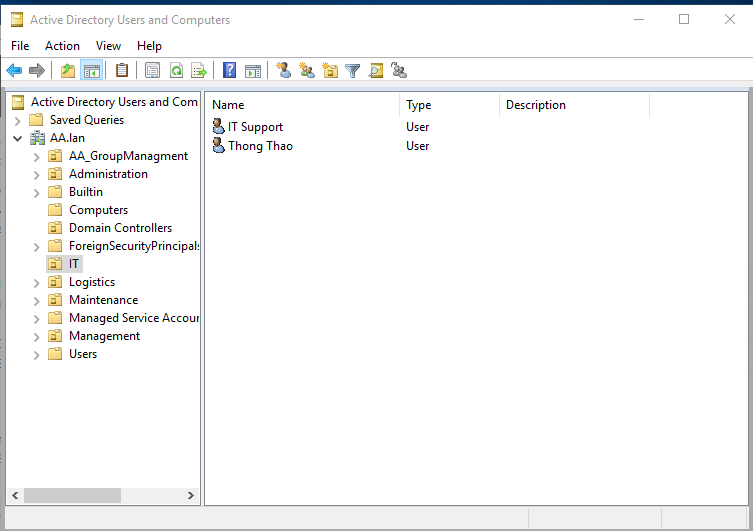 Active Directory Users and Computers
File Action View Help
Active Directory Users and Com
Saved Queries
AA.lan
AA_GroupManagment
Administration
Builtin
Computers
Domain Controllers
ForeignSecurityPrincipals
IT
Logistics
Maintenance
Managed Service Accour
Management
Users
Name Type Description
IT Support User
Thong Thao User